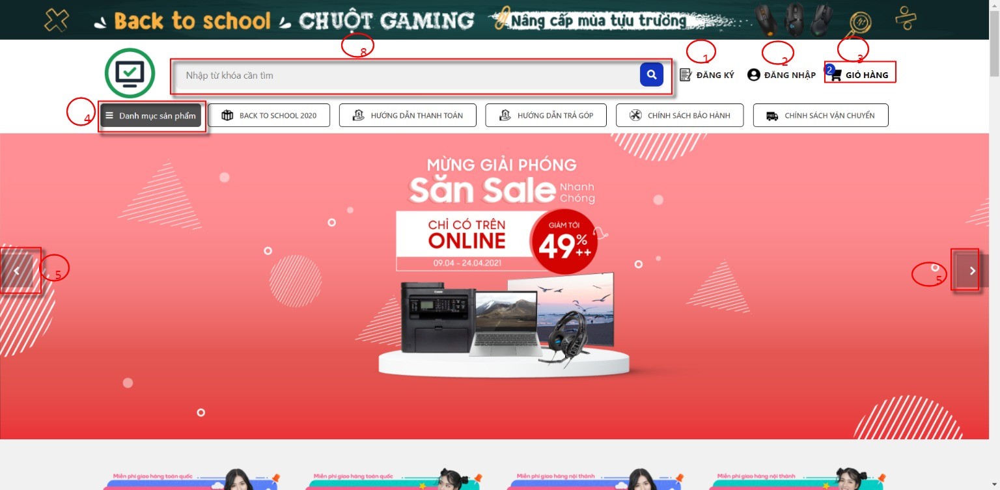 Back to school CHUỘT GAMING Nâng cấp mùa tựu trường
8
1
2
3
Nhập từ khóa cần tìm
ĐĂNG KÝ
ĐĂNG NHẬP
2
GIỎ HÀNG
4
Danh mục sản phẩm
BACK TO SCHOOL 2020
HƯỚNG DẪN THANH TOÁN
HƯỚNG DẪN TRẢ GÓP
CHÍNH SÁCH BẢO HÀNH
CHÍNH SÁCH VẬN CHUYỂN
MỪNG GIẢI PHÓNG
Săn Sale Nhanh Chóng
CHỈ CÓ TRÊN
ONLINE
GIẢM TỚI
49%++
09.04 - 24.04.2021
5
5
Canon
Miễn phí giao hàng toàn quốc
Miễn phí giao hàng toàn quốc
Miễn phí giao hàng nội thành
Miễn phí giao hàng nội thành